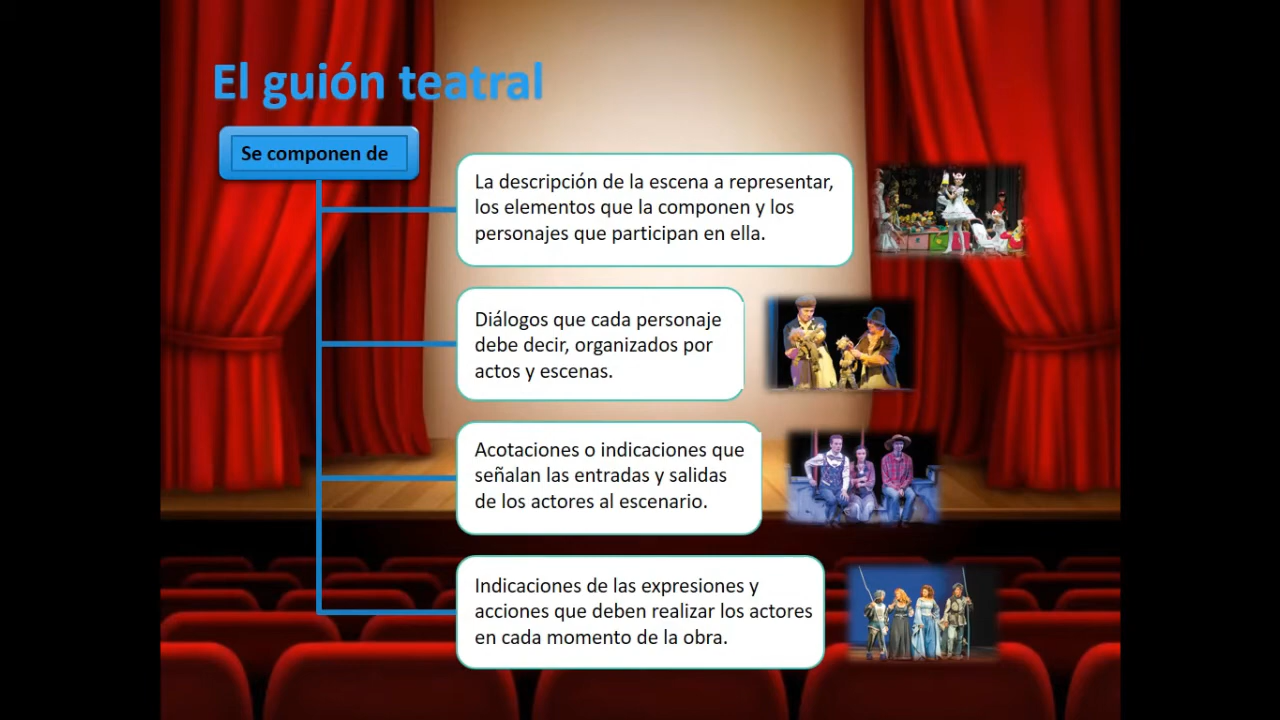 El guión teatral
Se componen de
La descripción de la escena a representar,
los elementos que la componen y los
personajes que participan en ella.
Diálogos que cada personaje
debe decir, organizados por
actos y escenas.
Acotaciones o indicaciones que
señalan las entradas y salidas
de los actores al escenario.
Indicaciones de las expresiones y
acciones que deben realizar los actores
en cada momento de la obra.